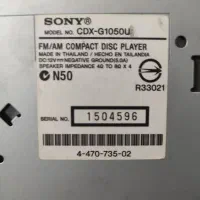 SONY
MODEL NO. CDX-G1050U
FM/AM COMPACT DISC PLAYER
MADE IN THAILAND / HECHO EN TAILANDIA
DC 12V NEGATIVE GROUND
SPEAKER IMPEDANCE 4Ω TO 8Ω X 4
N50
R33021
SERIAL NO. 1504596
4-470-735-02